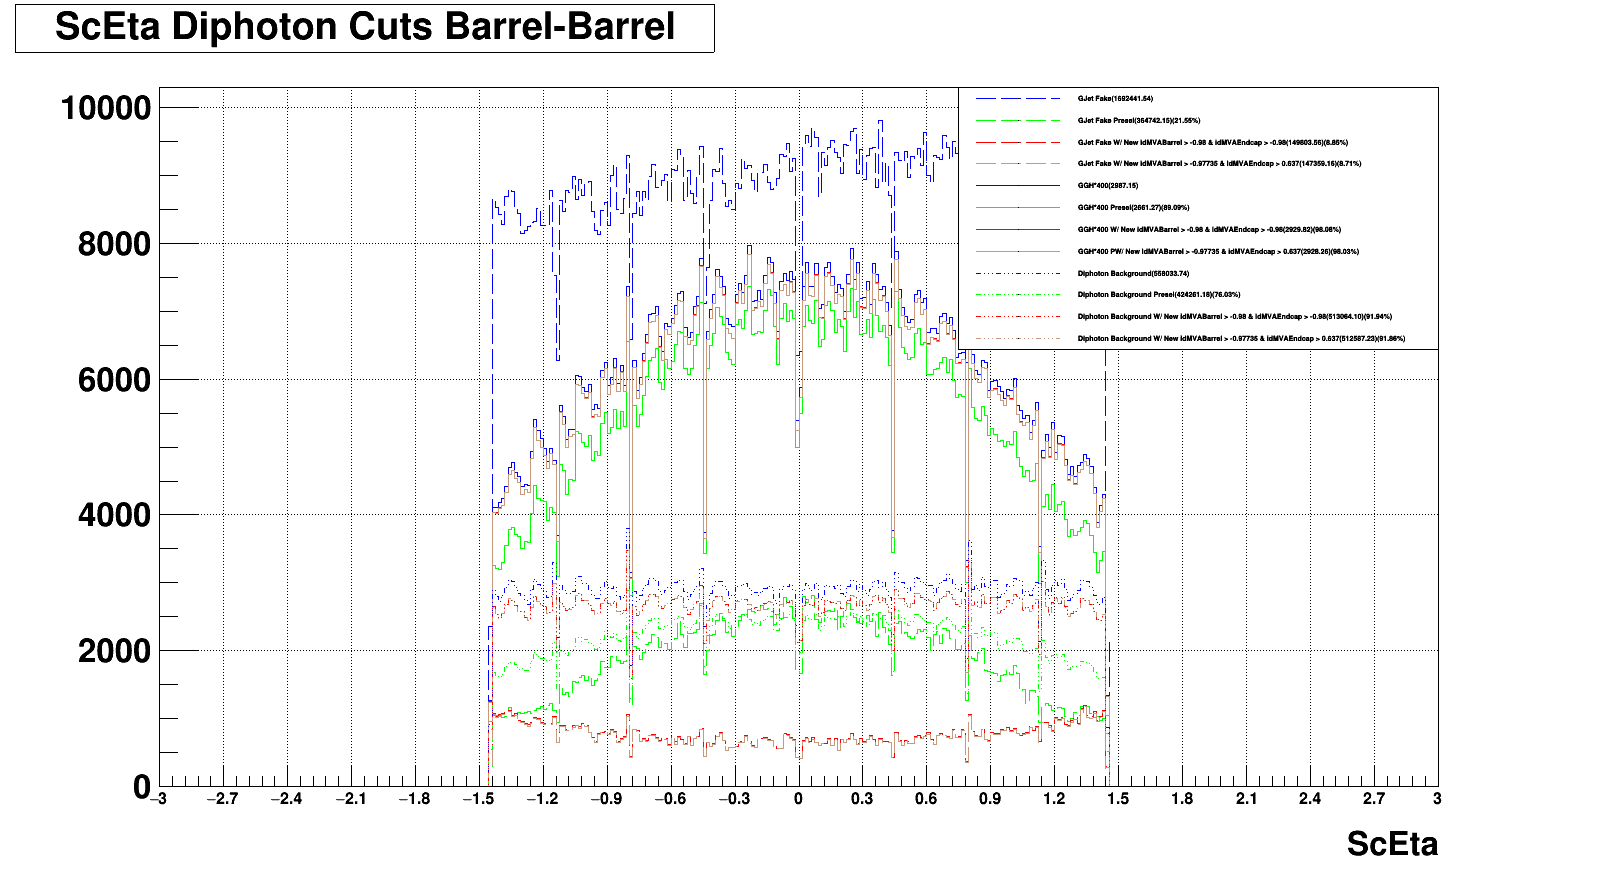 ScEta Diphoton Cuts Barrel-Barrel
GJet Fake(1692441.54)
GJet Fake Presel(364742.15)(21.55%)
GJet Fake W/ New idMVABarrel > -0.98 & idMVAEndcap > -0.98(149803.56)(8.85%)
GJet Fake W/ New idMVABarrel > -0.97735 & idMVAEndcap > 0.637(147359.16)(8.71%)
GGH*400(2987.15)
GGH*400 Presel(2661.27)(89.09%)
GGH*400 W/ New idMVABarrel > -0.98 & idMVAEndcap > -0.98(2929.82)(98.08%)
GGH*400 PW/ New idMVABarrel > -0.97735 & idMVAEndcap > 0.637(2928.26)(98.03%)
Diphoton Background(558033.74)
Diphoton Background Presel(424261.18)(76.03%)
Diphoton Background W/ New idMVABarrel > -0.98 & idMVAEndcap > -0.98(513064.10)(91.94%)
Diphoton Background W/ New idMVABarrel > -0.97735 & idMVAEndcap > 0.637(512587.23)(91.86%)
10000
8000
6000
4000
2000
0
−3 −2.7 −2.4 −2.1 −1.8 −1.5 −1.2 −0.9 −0.6 −0.3 0 0.3 0.6 0.9 1.2 1.5 1.8 2.1 2.4 2.7 3
ScEta